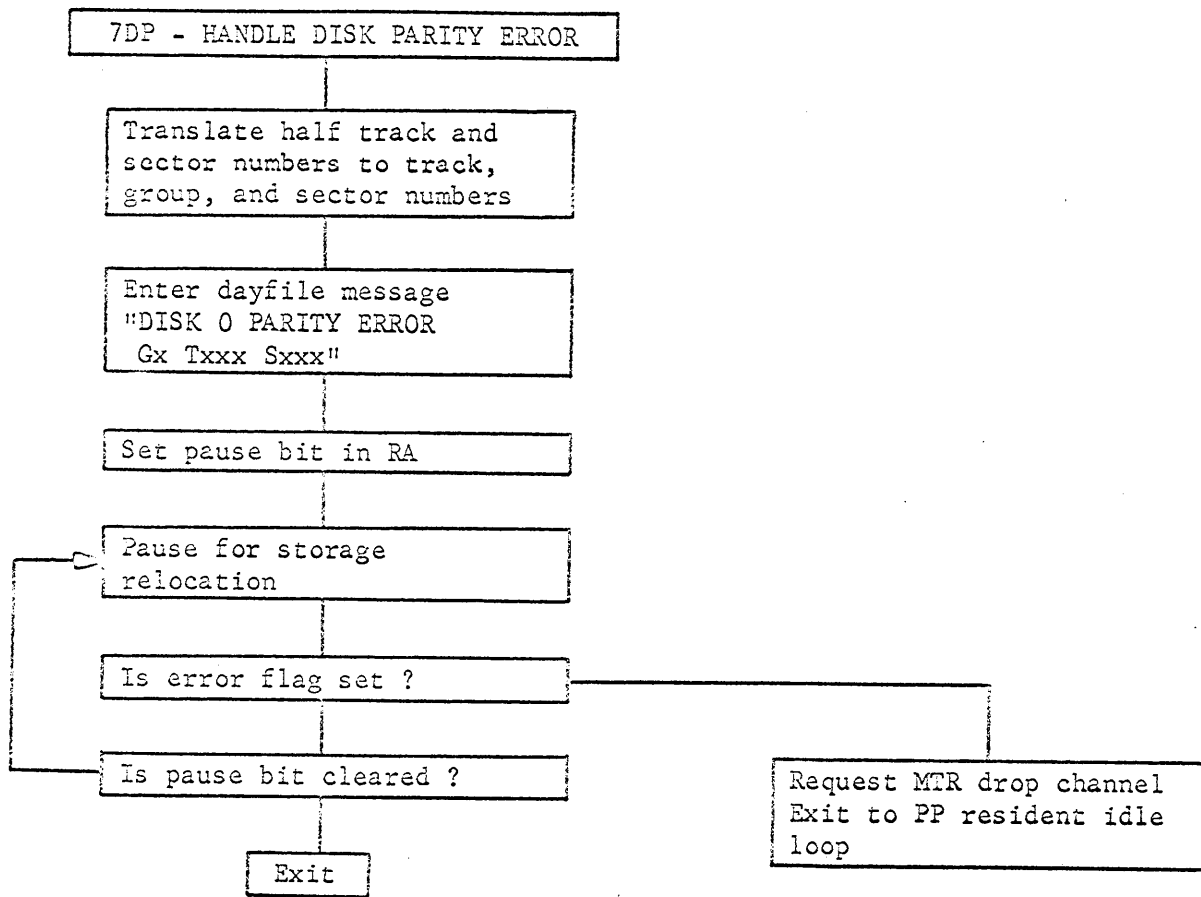 7DP - HANDLE DISK PARITY ERROR
Translate half track and
sector numbers to track,
group, and sector numbers
Enter dayfile message
"DISK 0 PARITY ERROR
Gx Txxx Sxxx"
Set pause bit in RA
Pause for storage
relocation
Is error flag set ?
Is pause bit cleared ?
Request MTR drop channel
Exit to PP resident idle
loop
Exit